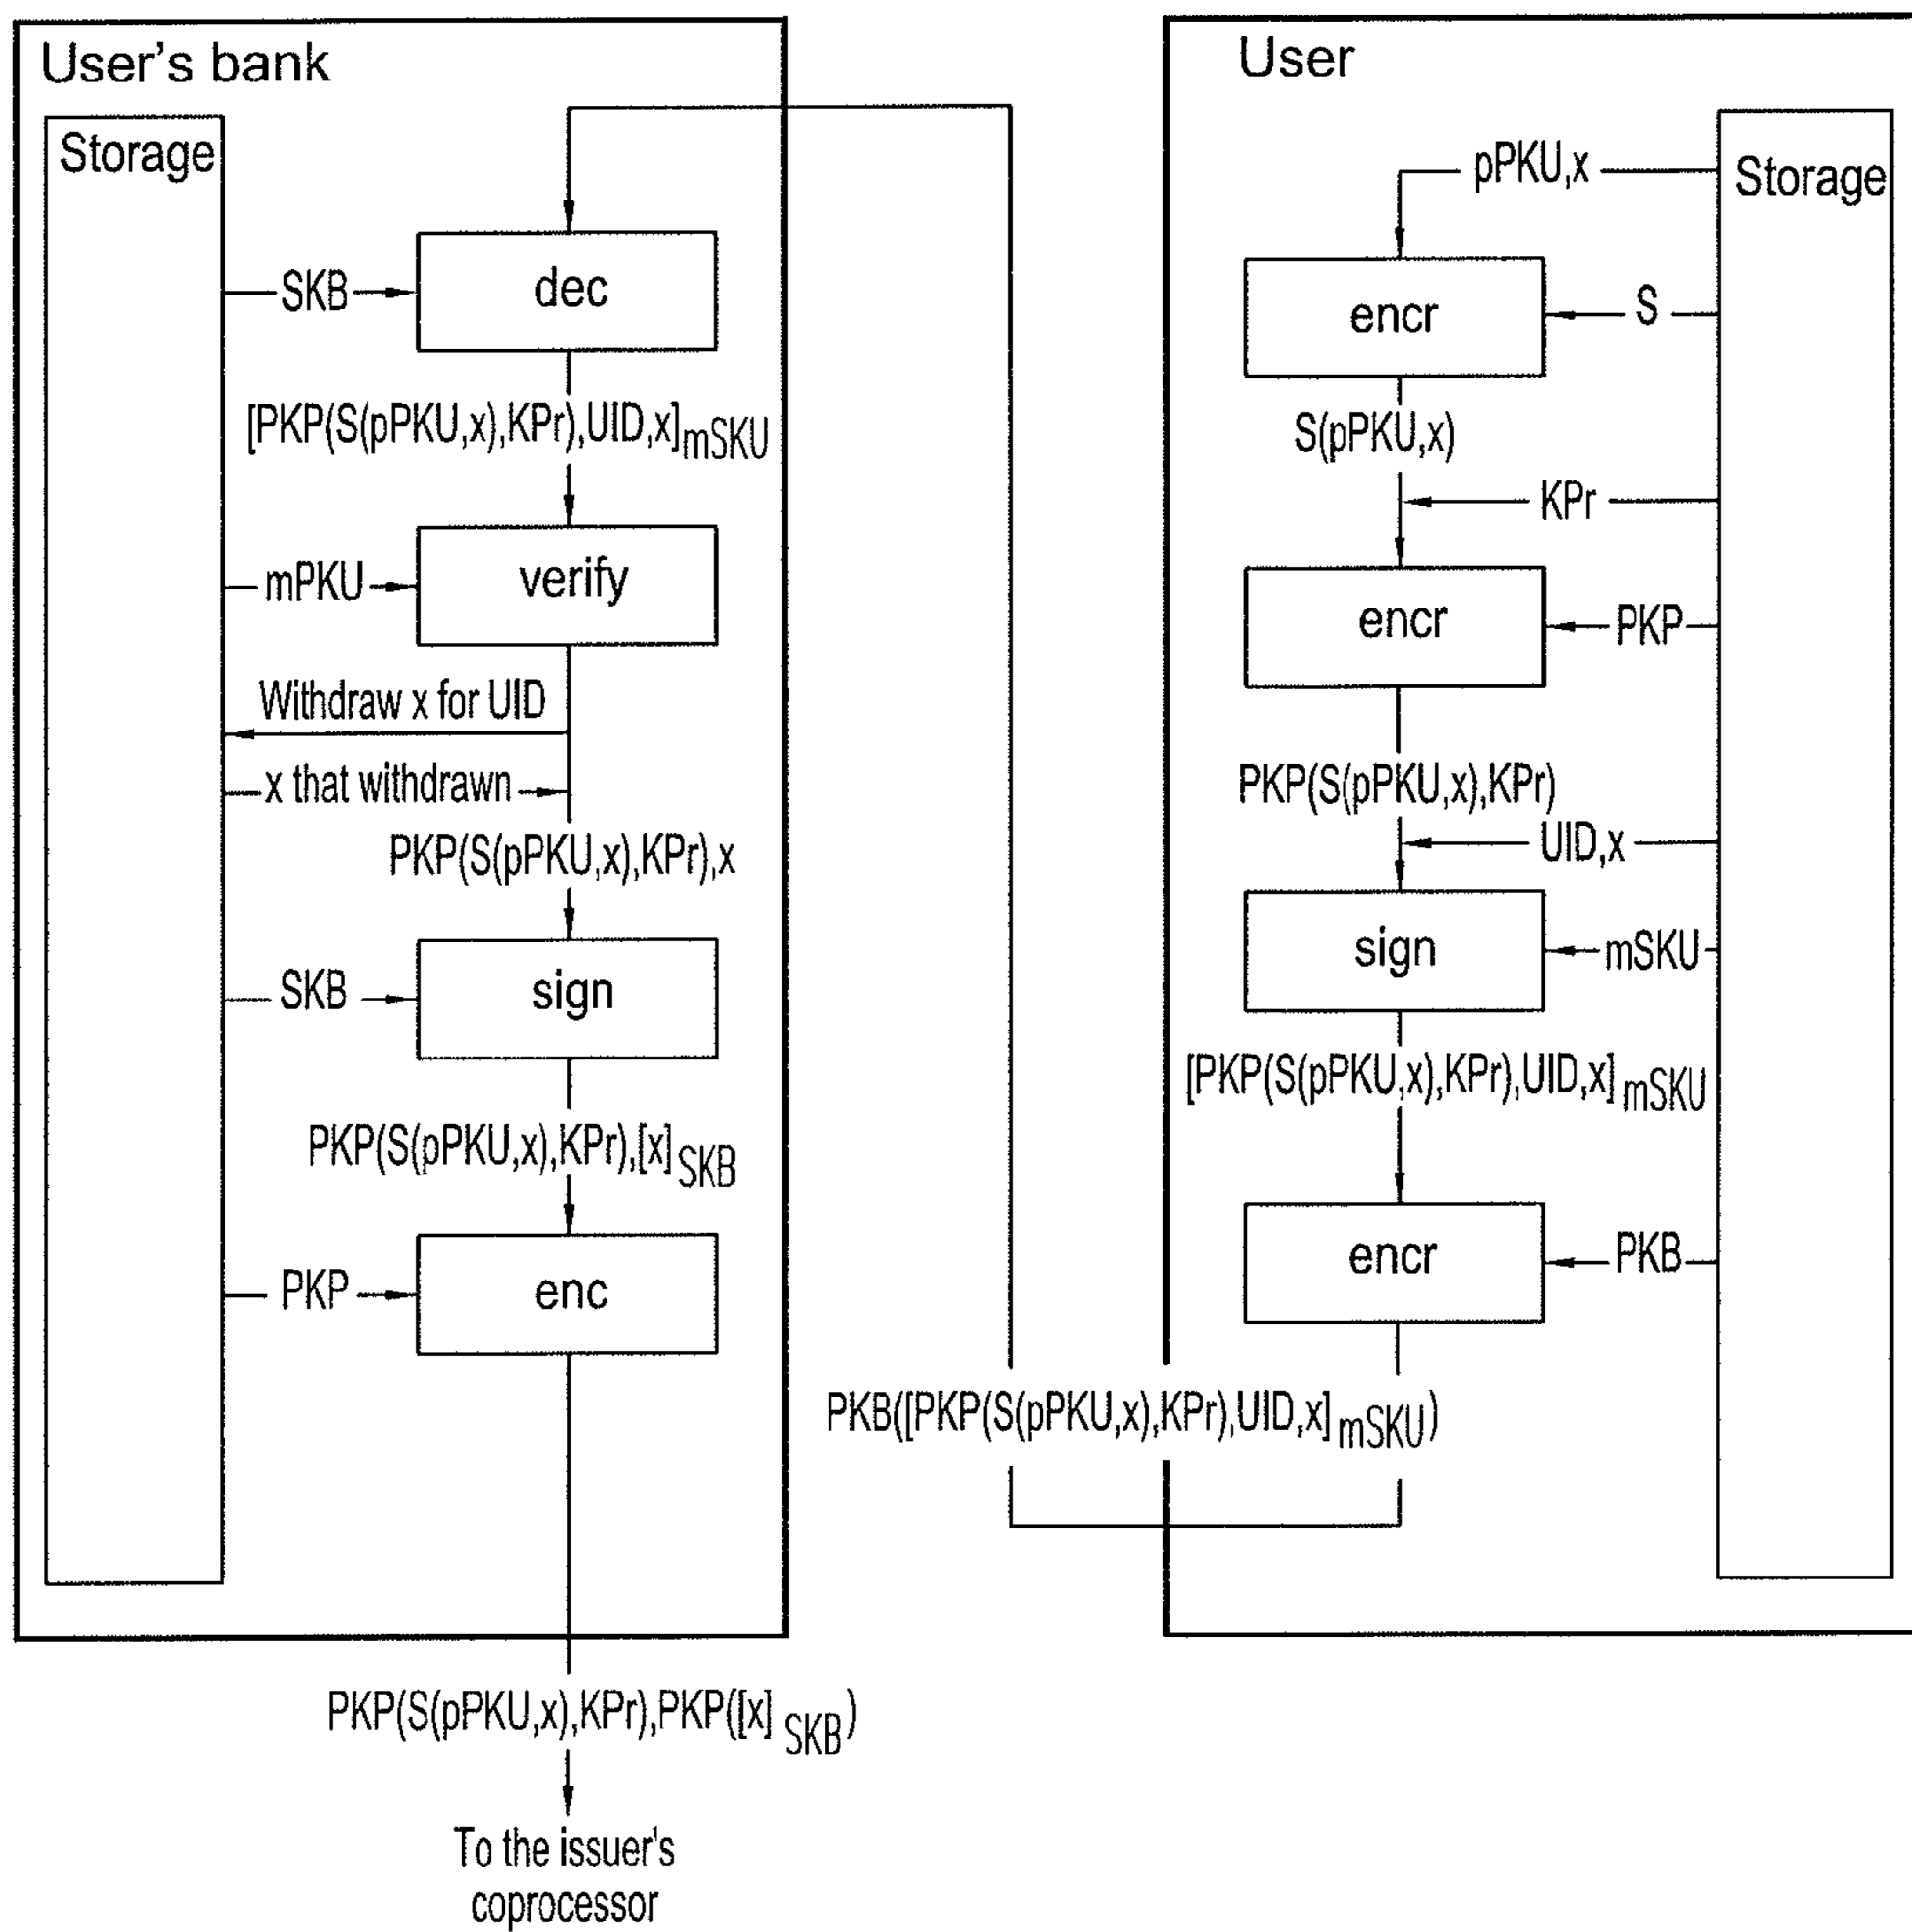 User's bank
Storage
SKB
dec
[PKP(S(pPKU,x),KPr),UID,x]mSKU
mPKU
verify
Withdraw x for UID
x that withdrawn
PKP(S(pPKU,x),KPr),x
SKB
sign
PKP(S(pPKU,x),KPr),[x]SKB
PKP
enc
PKP(S(pPKU,x),KPr),PKP([x]SKB)
To the issuer's
coprocessor
PKB([PKP(S(pPKU,x),KPr),UID,x]mSKU)
User
Storage
pPKU,x
encr
S
S(pPKU,x)
KPr
encr
PKP
PKP(S(pPKU,x),KPr)
UID,x
sign
mSKU
[PKP(S(pPKU,x),KPr),UID,x]mSKU
encr
PKB